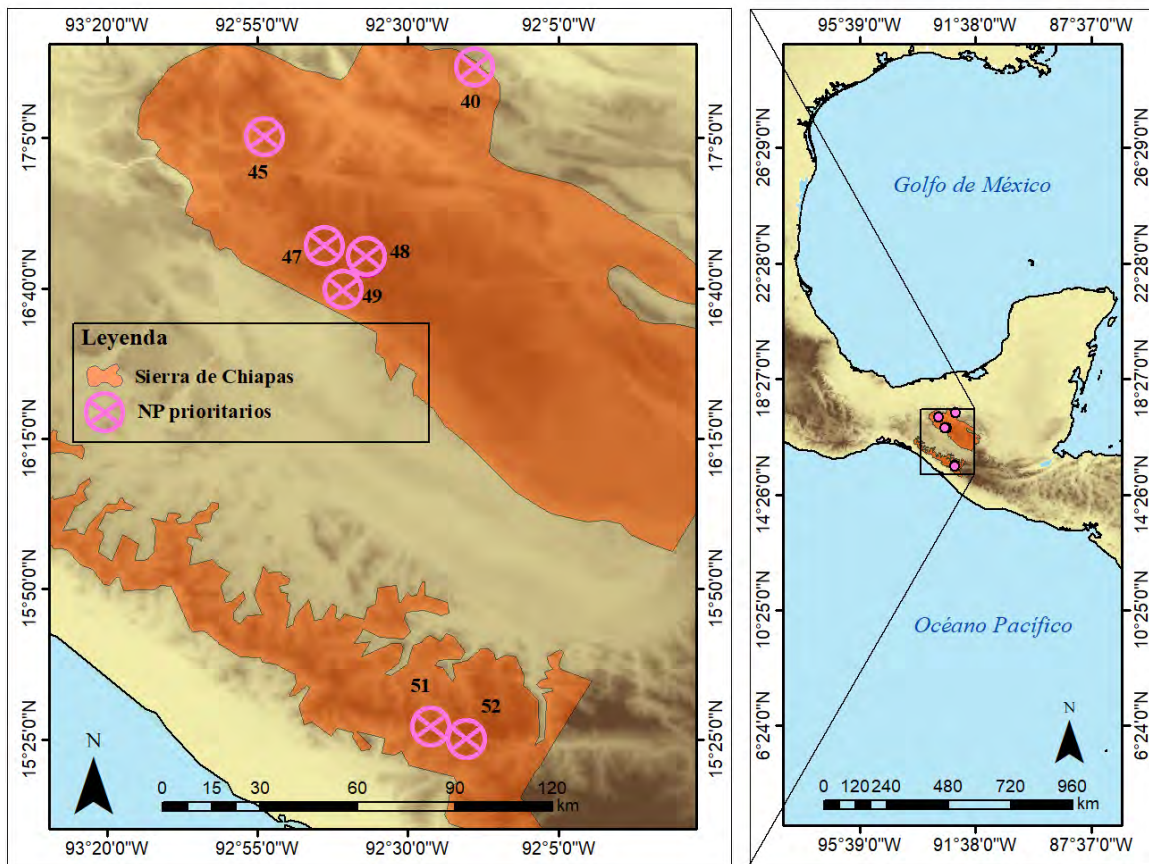 93°20'0"W 92°55'0"W 92°30'0"W 92°5'0"W
17°5'0"N
16°40'0"N
16°15'0"N
15°50'0"N
15°25'0"N
40
45
47
48
49
Leyenda
Sierra de Chiapas
NP prioritarios
51
52
N
0 15 30 60 90 120
km
17°5'0"N
16°40'0"N
16°15'0"N
15°50'0"N
15°25'0"N
93°20'0"W 92°55'0"W 92°30'0"W 92°5'0"W
95°39'0"W 91°38'0"W 87°37'0"W
Golfo de México
Océano Pacífico
N
0 120 240 480 720 960
km
26°29'0"N
22°28'0"N
18°27'0"N
14°26'0"N
10°25'0"N
6°24'0"N
26°29'0"N
22°28'0"N
18°27'0"N
14°26'0"N
10°25'0"N
6°24'0"N
95°39'0"W 91°38'0"W 87°37'0"W